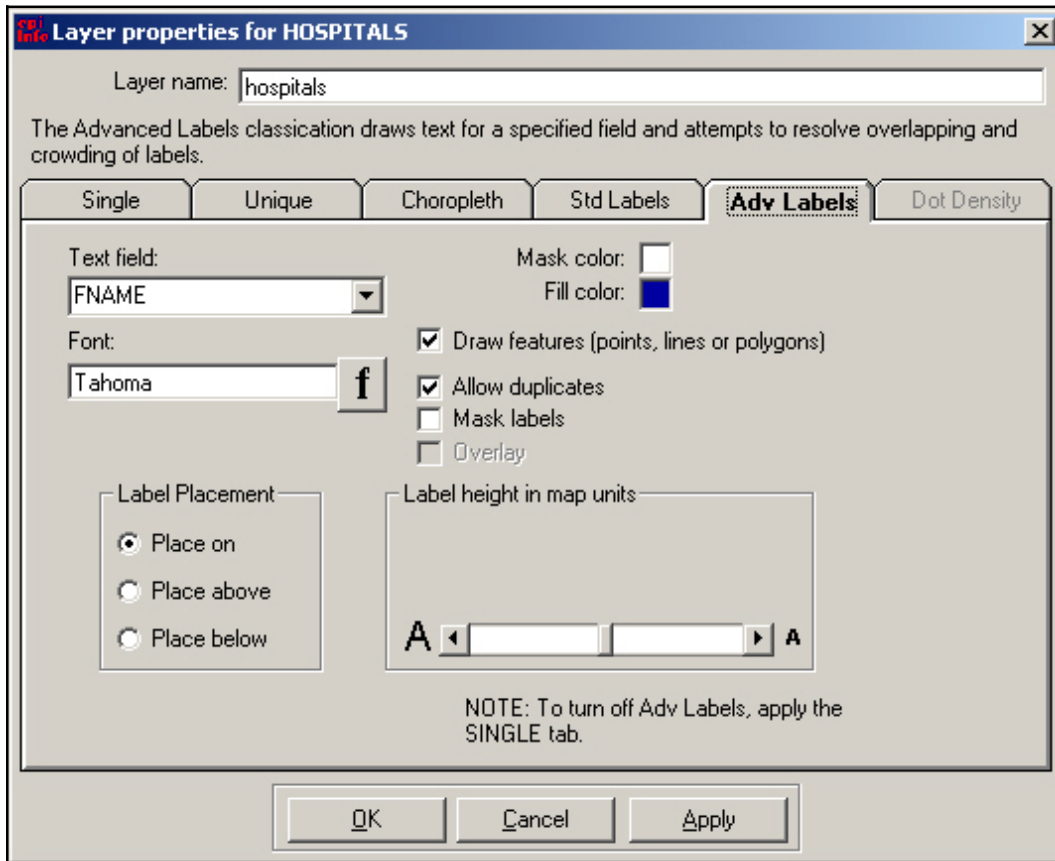 epi info Layer properties for HOSPITALS
Layer name: hospitals
The Advanced Labels classication draws text for a specified field and attempts to resolve overlapping and
crowding of labels.
Single Unique Choropleth Std Labels Adv Labels Dot Density
Text field:
FNAME
Font:
Tahoma f
Mask color:
Fill color:
Draw features (points, lines or polygons)
Allow duplicates
Mask labels
Overlay
Label Placement
Place on
Place above
Place below
Label height in map units
A A
NOTE: To turn off Adv Labels, apply the
SINGLE tab.
OK Cancel Apply